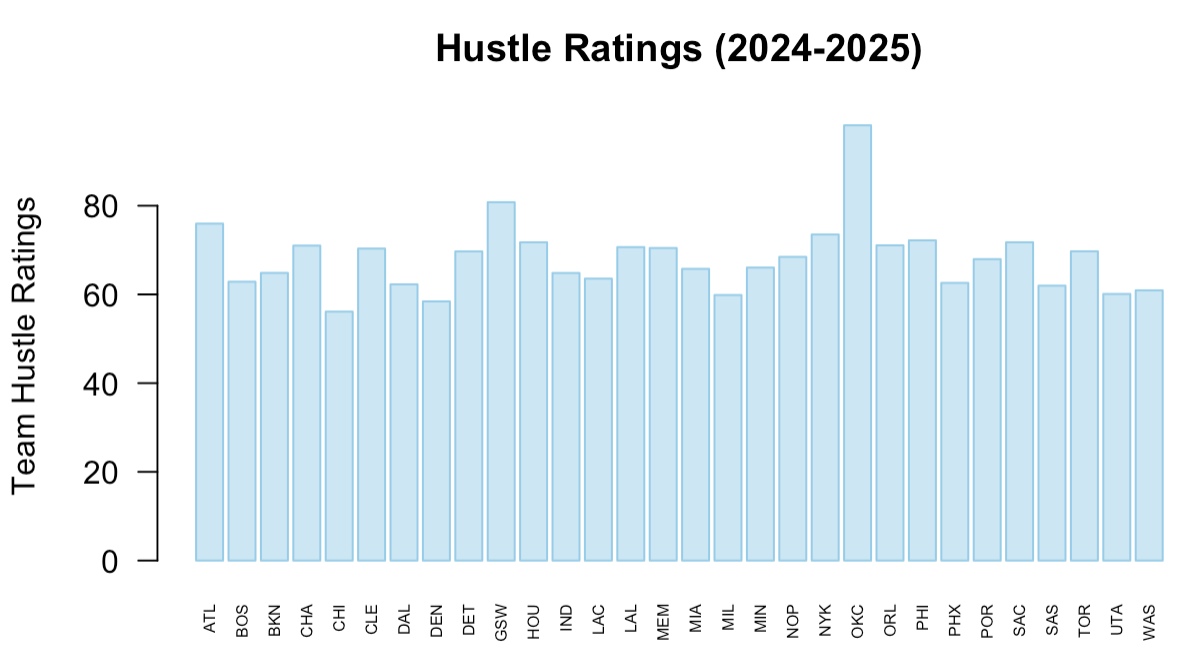 Hustle Ratings (2024-2025)
Team Hustle Ratings
80
60
40
20
0
ATL
BOS
BKN
CHA
CHI
CLE
DAL
DEN
DET
GSW
HOU
IND
LAC
LAL
MEM
MIA
MIL
MIN
NOP
NYK
OKC
ORL
PHI
PHX
POR
SAC
SAS
TOR
UTA
WAS